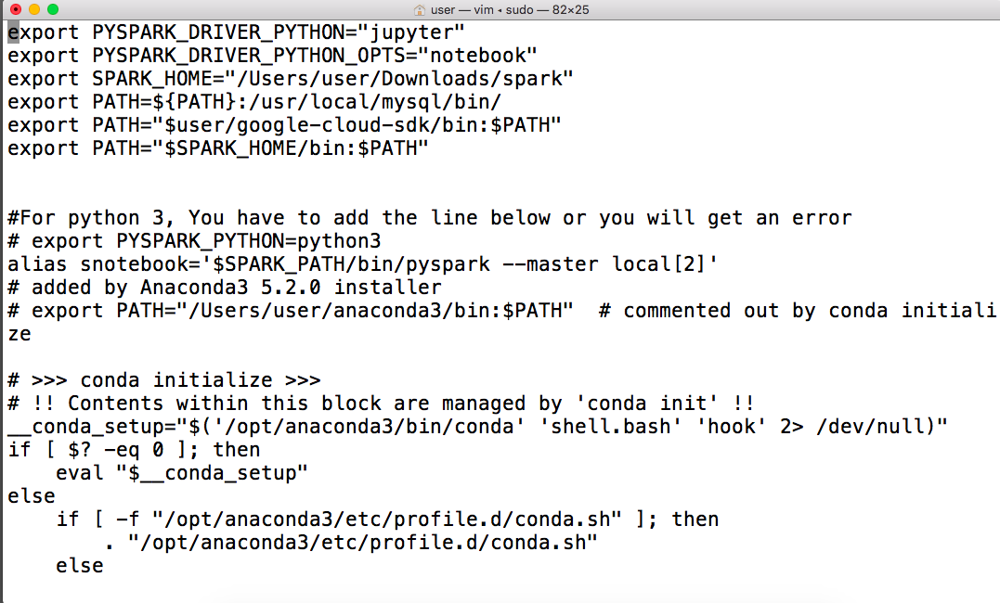 user — vim ◂ sudo — 82×25
export PYSPARK_DRIVER_PYTHON="jupyter"
export PYSPARK_DRIVER_PYTHON_OPTS="notebook"
export SPARK_HOME="/Users/user/Downloads/spark"
export PATH=${PATH}:/usr/local/mysql/bin/
export PATH="$user/google-cloud-sdk/bin:$PATH"
export PATH="$SPARK_HOME/bin:$PATH"
#For python 3, You have to add the line below or you will get an error
# export PYSPARK_PYTHON=python3
alias snotebook='$SPARK_PATH/bin/pyspark --master local[2]'
# added by Anaconda3 5.2.0 installer
# export PATH="/Users/user/anaconda3/bin:$PATH"  # commented out by conda initiali
ze
# >>> conda initialize >>>
# !! Contents within this block are managed by 'conda init' !!
__conda_setup="$('/opt/anaconda3/bin/conda' 'shell.bash' 'hook' 2> /dev/null)"
if [ $? -eq 0 ]; then
    eval "$__conda_setup"
else
    if [ -f "/opt/anaconda3/etc/profile.d/conda.sh" ]; then
        . "/opt/anaconda3/etc/profile.d/conda.sh"
    else